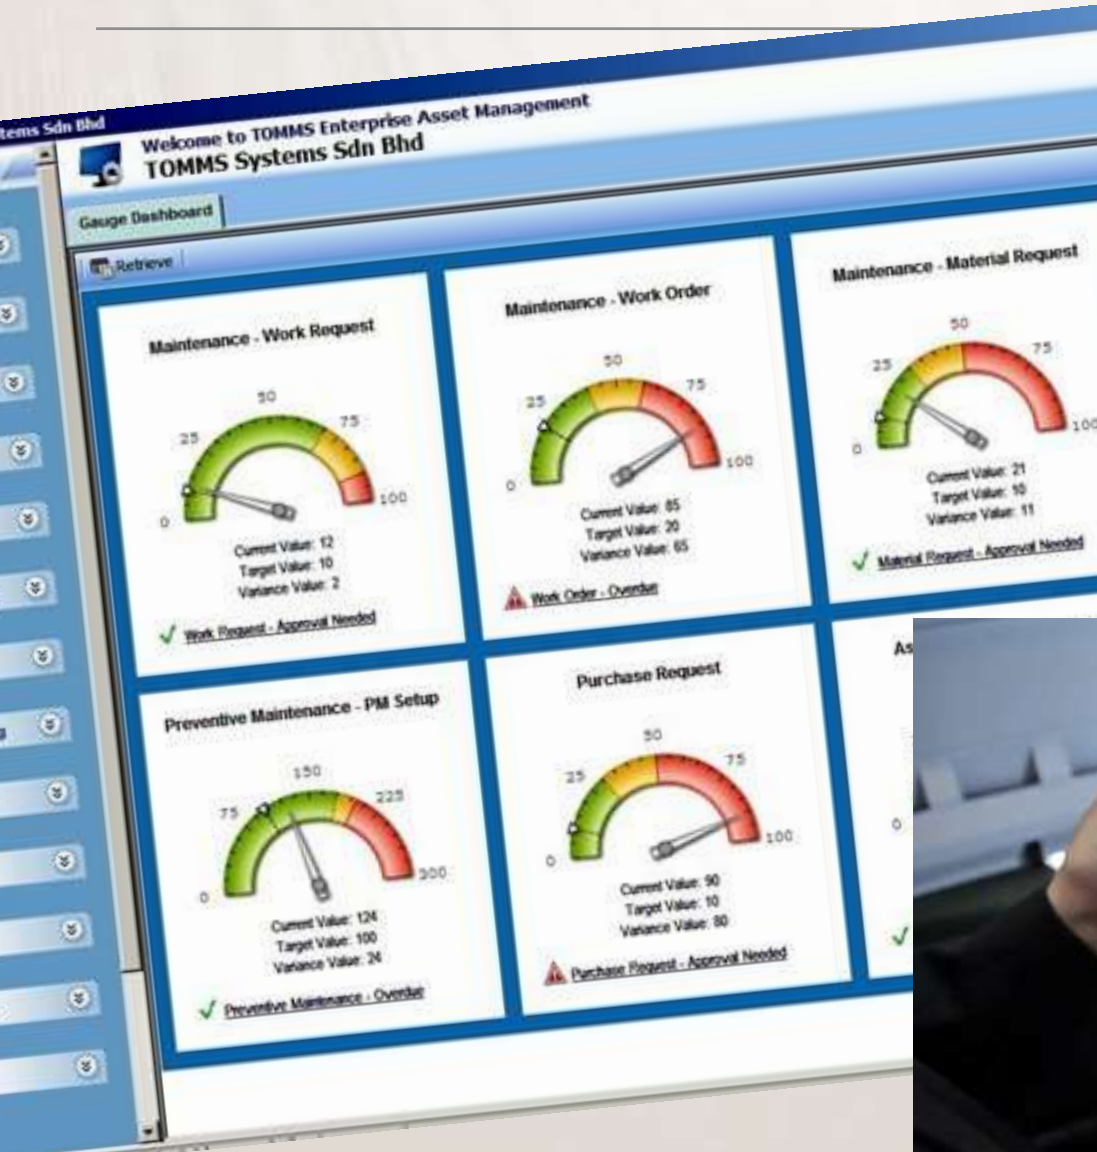 tems Sdn Bhd
Welcome to TOMMS Enterprise Asset Management
TOMMS Systems Sdn Bhd
Gauge Dashboard
Retrieve
Maintenance - Work Request
0
25
50
75
100
Current Value: 12
Target Value: 10
Variance Value: 2
Work Request - Approval Needed
Maintenance - Work Order
0
25
50
75
100
Current Value: 85
Target Value: 20
Variance Value: 65
Work Order - Overdue
Maintenance - Material Request
0
25
50
75
100
Current Value: 21
Target Value: 10
Variance Value: 11
Material Request - Approval Needed
Preventive Maintenance - PM Setup
0
75
150
225
300
Current Value: 124
Target Value: 100
Variance Value: 24
Preventive Maintenance - Overdue
Purchase Request
0
25
50
75
100
Current Value: 90
Target Value: 10
Variance Value: 80
Purchase Request - Approval Needed
As
0